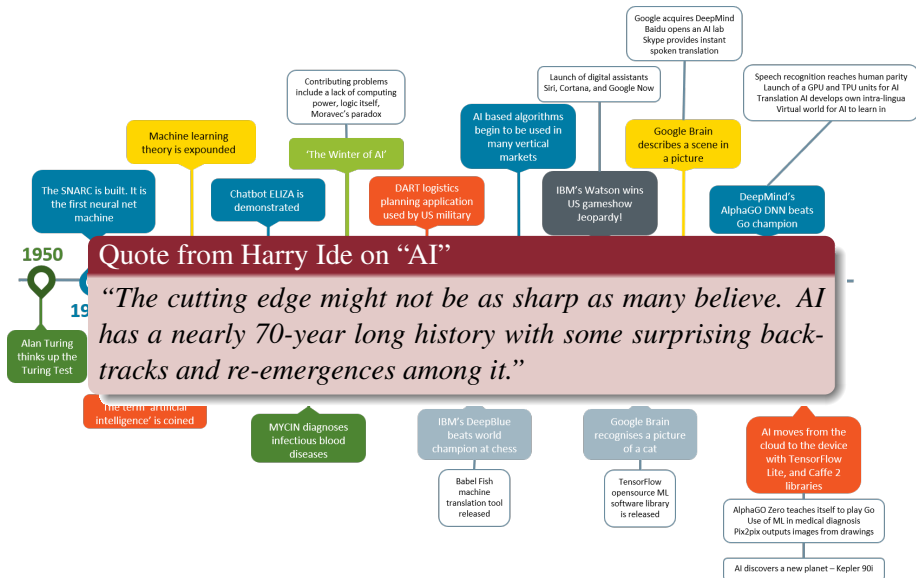 Google acquires DeepMind
Baidu opens an AI lab
Skype provides instant
spoken translation
Contributing problems
include a lack of computing
power, logic itself,
Moravec's paradox
Launch of digital assistants
Siri, Cortana, and Google Now
Speech recognition reaches human parity
Launch of a GPU and TPU units for AI
Translation AI develops own intra-lingua
Virtual world for AI to learn in
Machine learning
theory is expounded
'The Winter of AI'
AI based algorithms
begin to be used in
many vertical
markets
Google Brain
describes a scene in
a picture
The SNARC is built. It is
the first neural net
machine
Chatbot ELIZA is
demonstrated
DART logistics
planning application
used by US military
IBM's Watson wins
US gameshow
Jeopardy!
DeepMind's
AlphaGO DNN beats
Go champion
1950
Quote from Harry Ide on “AI”
“The cutting edge might not be as sharp as many believe. AI
has a nearly 70-year long history with some surprising back-
tracks and re-emergences among it.”
19
Alan Turing
thinks up the
Turing Test
The term 'artificial
intelligence' is coined
MYCIN diagnoses
infectious blood
diseases
IBM's DeepBlue
beats world
champion at chess
Google Brain
recognises a picture
of a cat
AI moves from the
cloud to the device
with TensorFlow
Lite, and Caffe 2
libraries
Babel Fish
machine
translation tool
released
TensorFlow
opensource ML
software library
is released
AlphaGO Zero teaches itself to play Go
Use of ML in medical diagnosis
Pix2pix outputs images from drawings
AI discovers a new planet – Kepler 90i